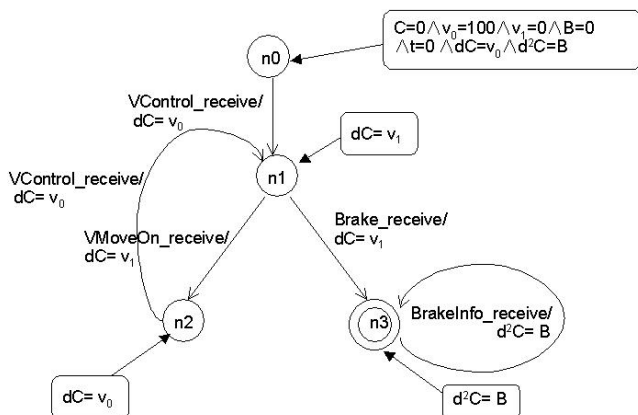 C=0∧v₀=100∧v₁=0∧B=0
∧t=0 ∧dC=v₀∧d²C=B
n0
VControl_receive/
dC= v₀
dC= v₁
n1
VControl_receive/
dC= v₀
VMoveOn_receive/
dC= v₁
Brake_receive/
dC= v₁
n2
n3
BrakeInfo_receive/
d²C= B
dC= v₀
d²C= B